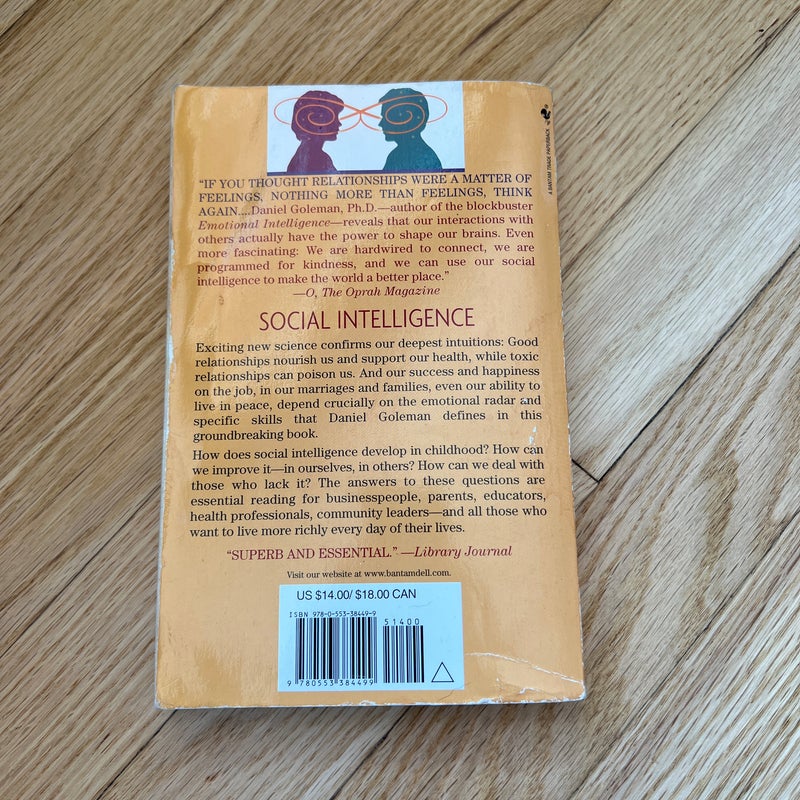 “IF YOU THOUGHT RELATIONSHIPS WERE A MATTER OF
FEELINGS, NOTHING MORE THAN FEELINGS, THINK
AGAIN....Daniel Goleman, Ph.D.—author of the blockbuster
Emotional Intelligence—reveals that our interactions with
others actually have the power to shape our brains. Even
more fascinating: We are hardwired to connect, we are
programmed for kindness, and we can use our social
intelligence to make the world a better place.”
—O, The Oprah Magazine
SOCIAL INTELLIGENCE
Exciting new science confirms our deepest intuitions: Good
relationships nourish us and support our health, while toxic
relationships can poison us. And our success and happiness
on the job, in our marriages and families, even our ability to
live in peace, depend crucially on the emotional radar and
specific skills that Daniel Goleman defines in this
groundbreaking book.
How does social intelligence develop in childhood? How can
we improve it—in ourselves, in others? How can we deal with
those who lack it? The answers to these questions are
essential reading for businesspeople, parents, educators,
health professionals, community leaders—and all those who
want to live more richly every day of their lives.
“SUPERB AND ESSENTIAL.” —Library Journal
Visit our website at www.bantamdell.com.
US $14.00/ $18.00 CAN
ISBN 978-0-553-38449-9
51400
9 780553 384499
A BANTAM TRADE PAPERBACK